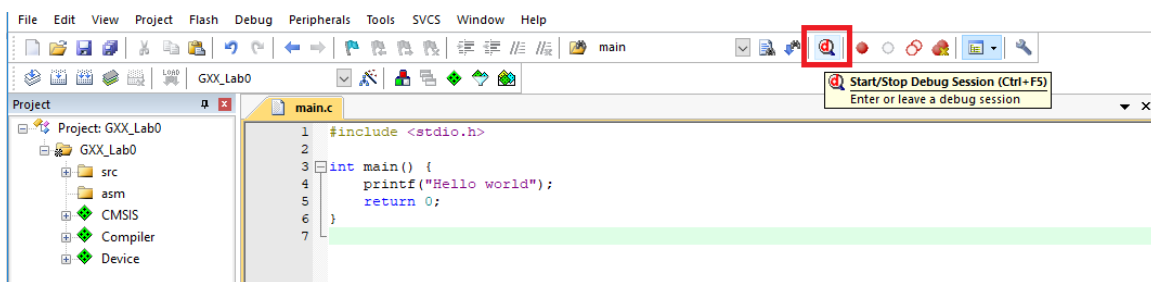 File Edit View Project Flash Debug Peripherals Tools SVCS Window Help
main
LOAD GXX_Lab0
Start/Stop Debug Session (Ctrl+F5)
Enter or leave a debug session
Project
main.c
Project: GXX_Lab0
GXX_Lab0
src
asm
CMSIS
Compiler
Device
1 #include <stdio.h>
2
3 int main() {
4 printf("Hello world");
5 return 0;
6 }
7